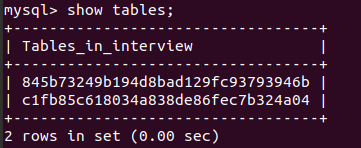 mysql> show tables;
+----------------------------------+
| Tables_in_interview              |
+----------------------------------+
| 845b73249b194d8bad129fc93793946b |
| c1fb85c618034a838de86fec7b324a04 |
+----------------------------------+
2 rows in set (0.00 sec)